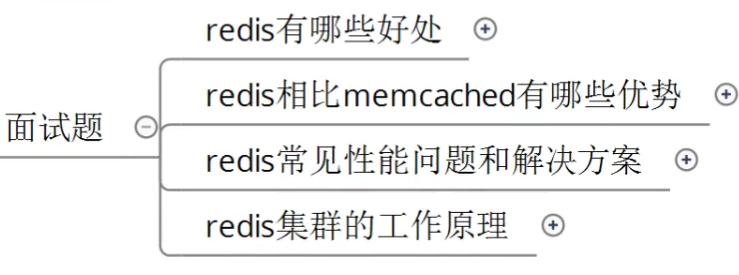 redis有哪些好处
redis相比memcached有哪些优势
面试题
redis常见性能问题和解决方案
redis集群的工作原理